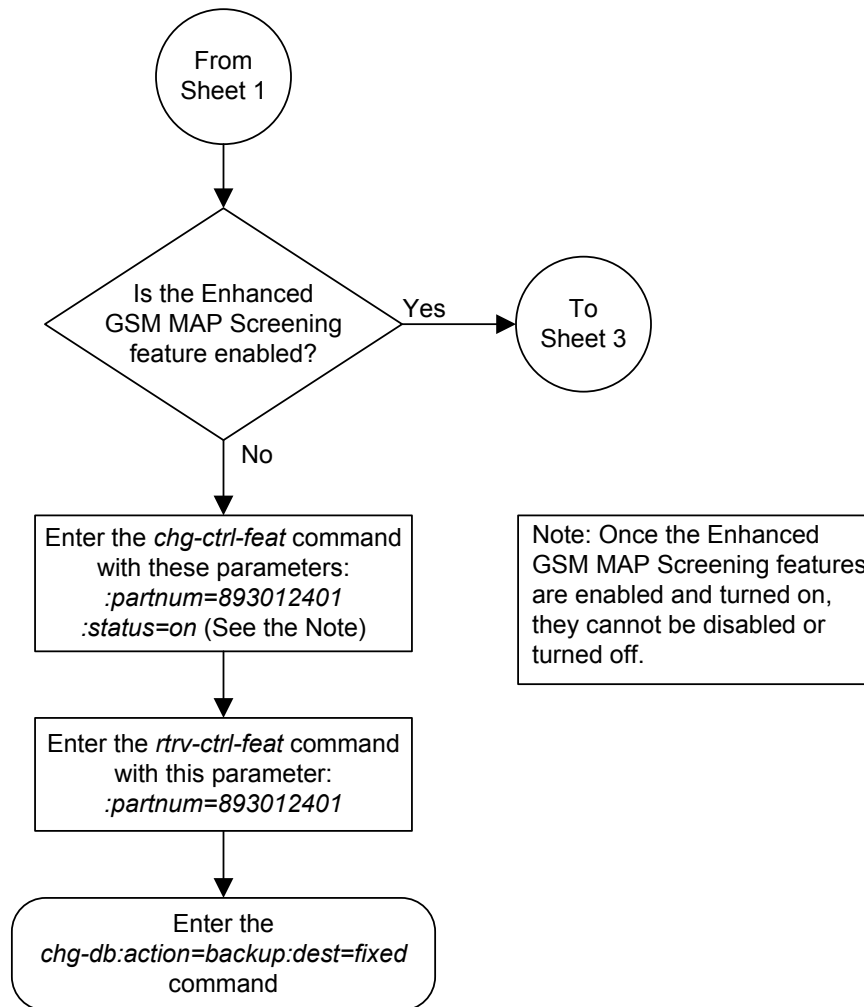 From
Sheet 1
Is the Enhanced
GSM MAP Screening
feature enabled?
Yes
To
Sheet 3
No
Enter the chg-ctrl-feat command
with these parameters:
:partnum=893012401
:status=on (See the Note)
Note: Once the Enhanced
GSM MAP Screening features
are enabled and turned on,
they cannot be disabled or
turned off.
Enter the rtrv-ctrl-feat command
with this parameter:
:partnum=893012401
Enter the
chg-db:action=backup:dest=fixed
command